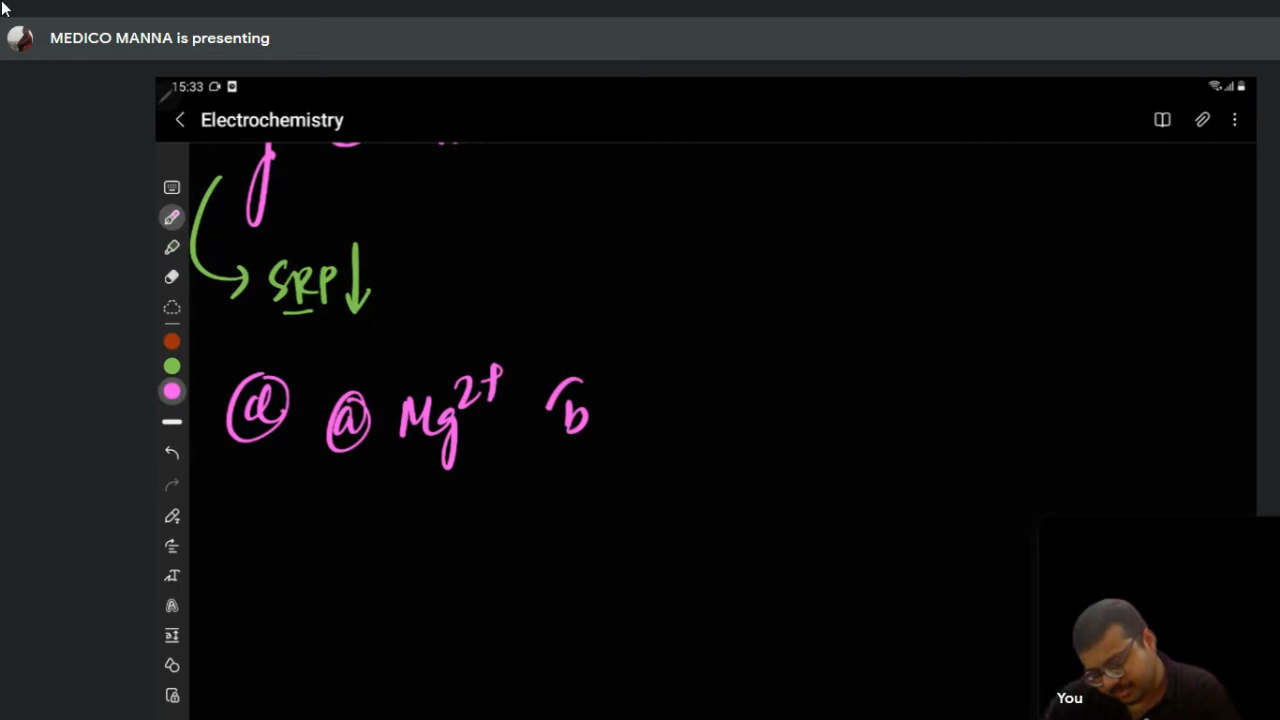 MEDICO MANNA is presenting
15:33
Electrochemistry
SRP↓
ⓓ ⓐ Mg²⁺ b
You